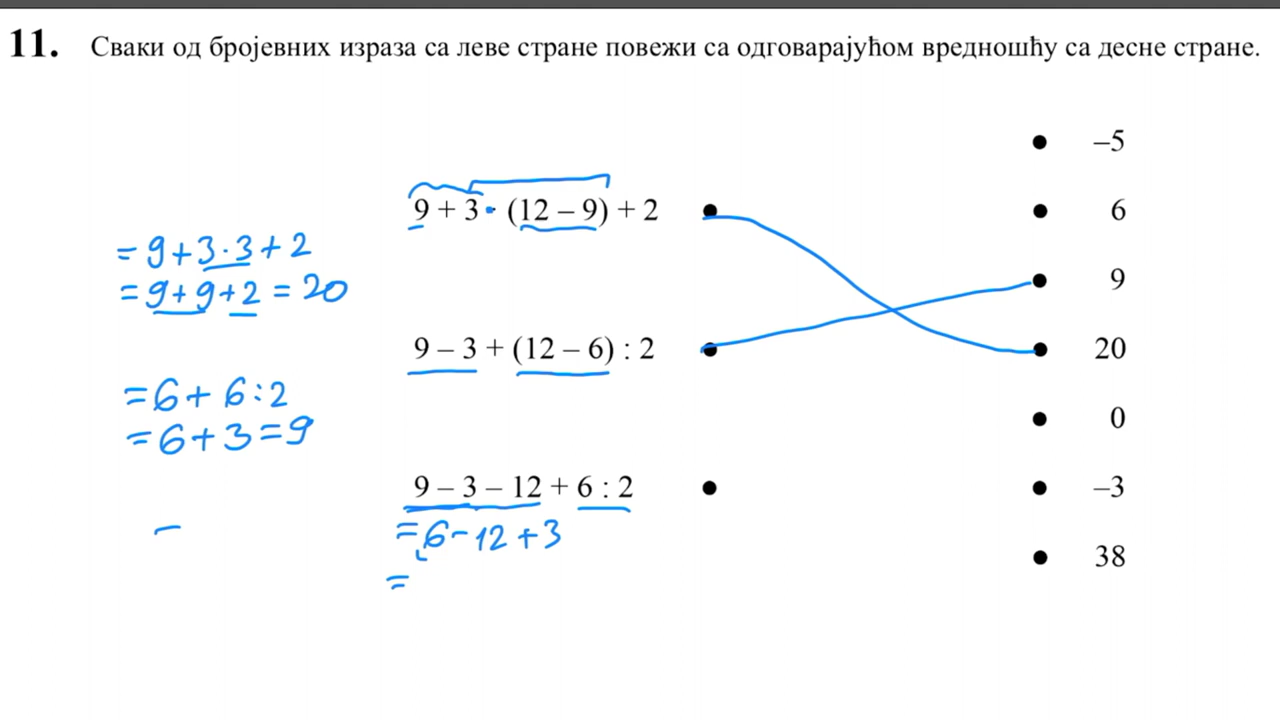 11. Сваки од бројевних израза са леве стране повежи са одговарајућом вредношћу са десне стране.
–5
9 + 3 · (12 – 9) + 2
6
= 9 + 3 · 3 + 2
= 9 + 9 + 2 = 20
9
9 – 3 + (12 – 6) : 2
20
= 6 + 6 : 2
= 6 + 3 = 9
0
9 – 3 – 12 + 6 : 2
–3
= 6 – 12 + 3
38
=